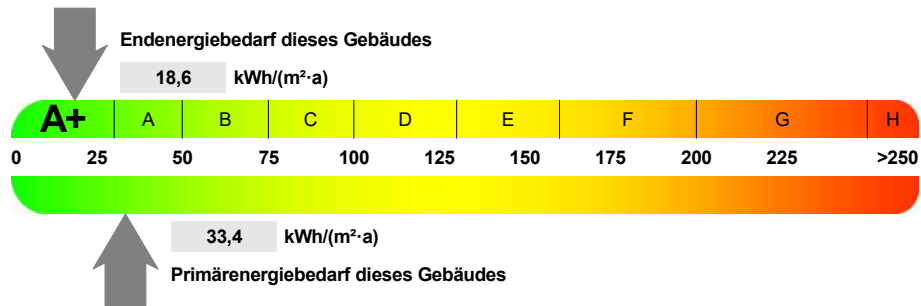 Endenergiebedarf dieses Gebäudes
18,6 kWh/(m²·a)
A+ A B C D E F G H
0 25 50 75 100 125 150 175 200 225 >250
33,4 kWh/(m²·a)
Primärenergiebedarf dieses Gebäudes